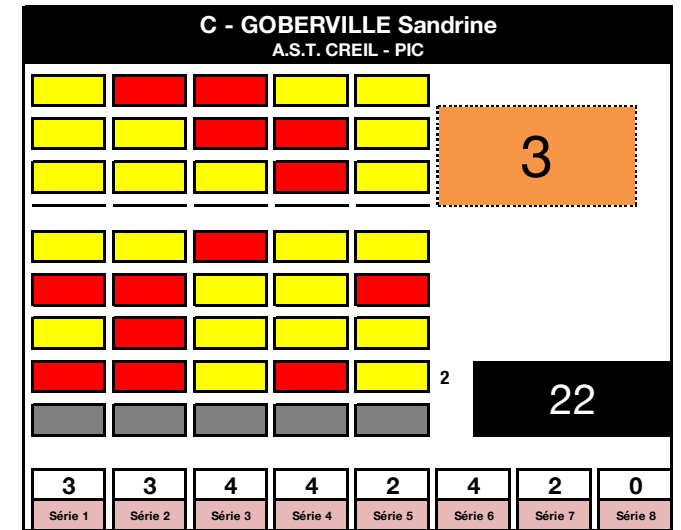 C - GOBERVILLE Sandrine
A.S.T. CREIL - PIC
3
2
22
3 3 4 4 2 4 2 0
Série 1 Série 2 Série 3 Série 4 Série 5 Série 6 Série 7 Série 8